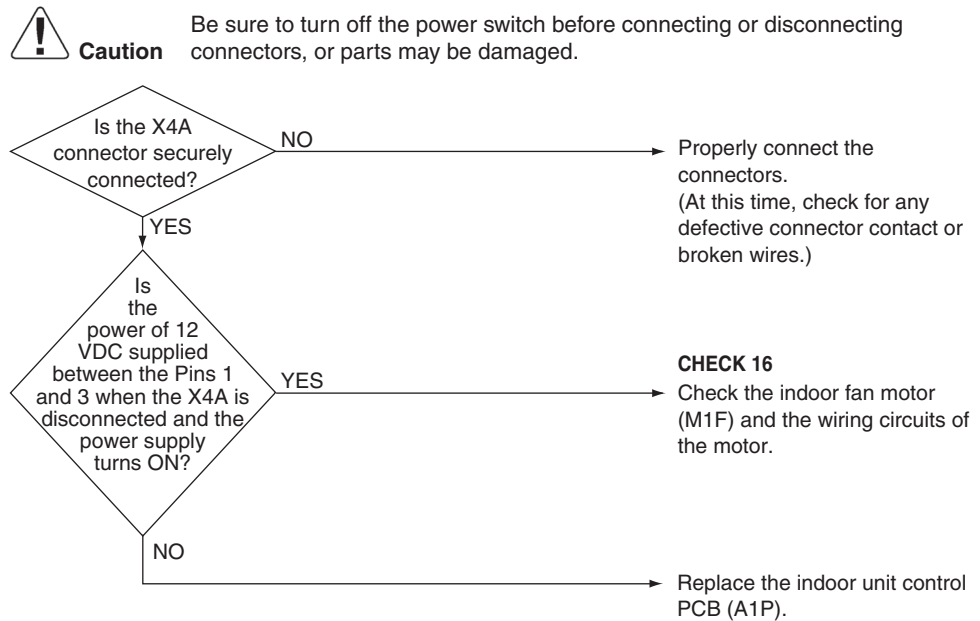 Be sure to turn off the power switch before connecting or disconnecting
Caution connectors, or parts may be damaged.
Is the X4A
connector securely
connected?
NO
Properly connect the
connectors.
(At this time, check for any
defective connector contact or
broken wires.)
YES
Is
the
power of 12
VDC supplied
between the Pins 1
and 3 when the X4A is
disconnected and the
power supply
turns ON?
YES
CHECK 16
Check the indoor fan motor
(M1F) and the wiring circuits of
the motor.
NO
Replace the indoor unit control
PCB (A1P).